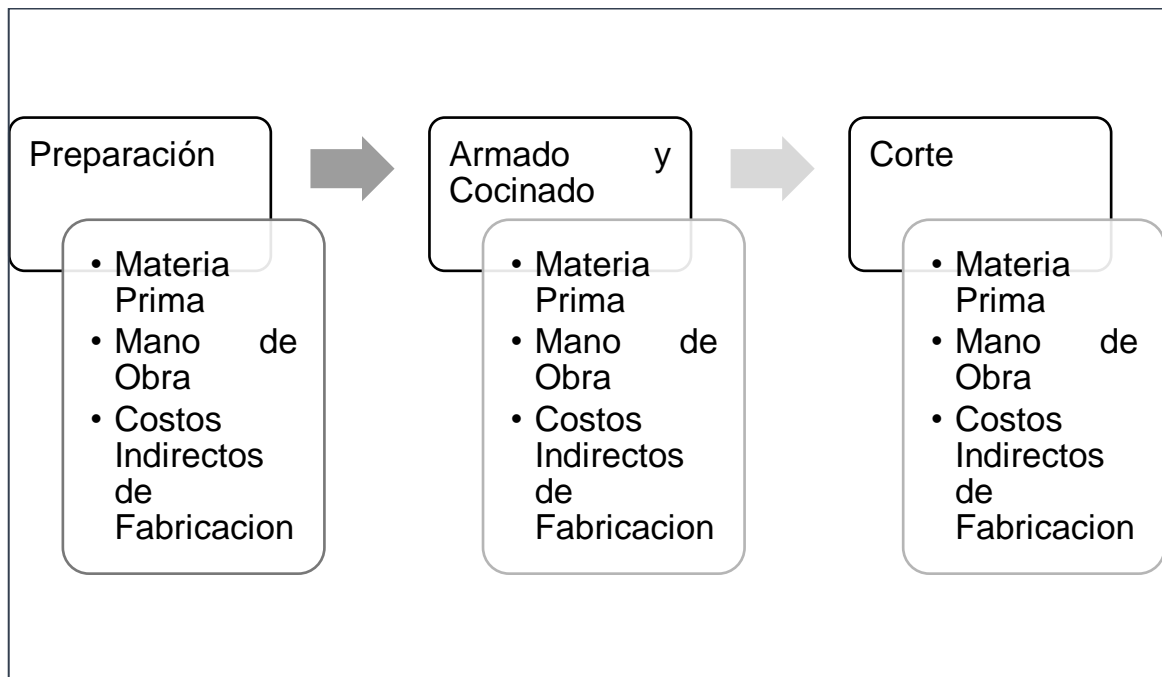 Preparación
• Materia
Prima
• Mano de
Obra
• Costos
Indirectos
de
Fabricacion
Armado y
Cocinado
• Materia
Prima
• Mano de
Obra
• Costos
Indirectos
de
Fabricacion
Corte
• Materia
Prima
• Mano de
Obra
• Costos
Indirectos
de
Fabricacion